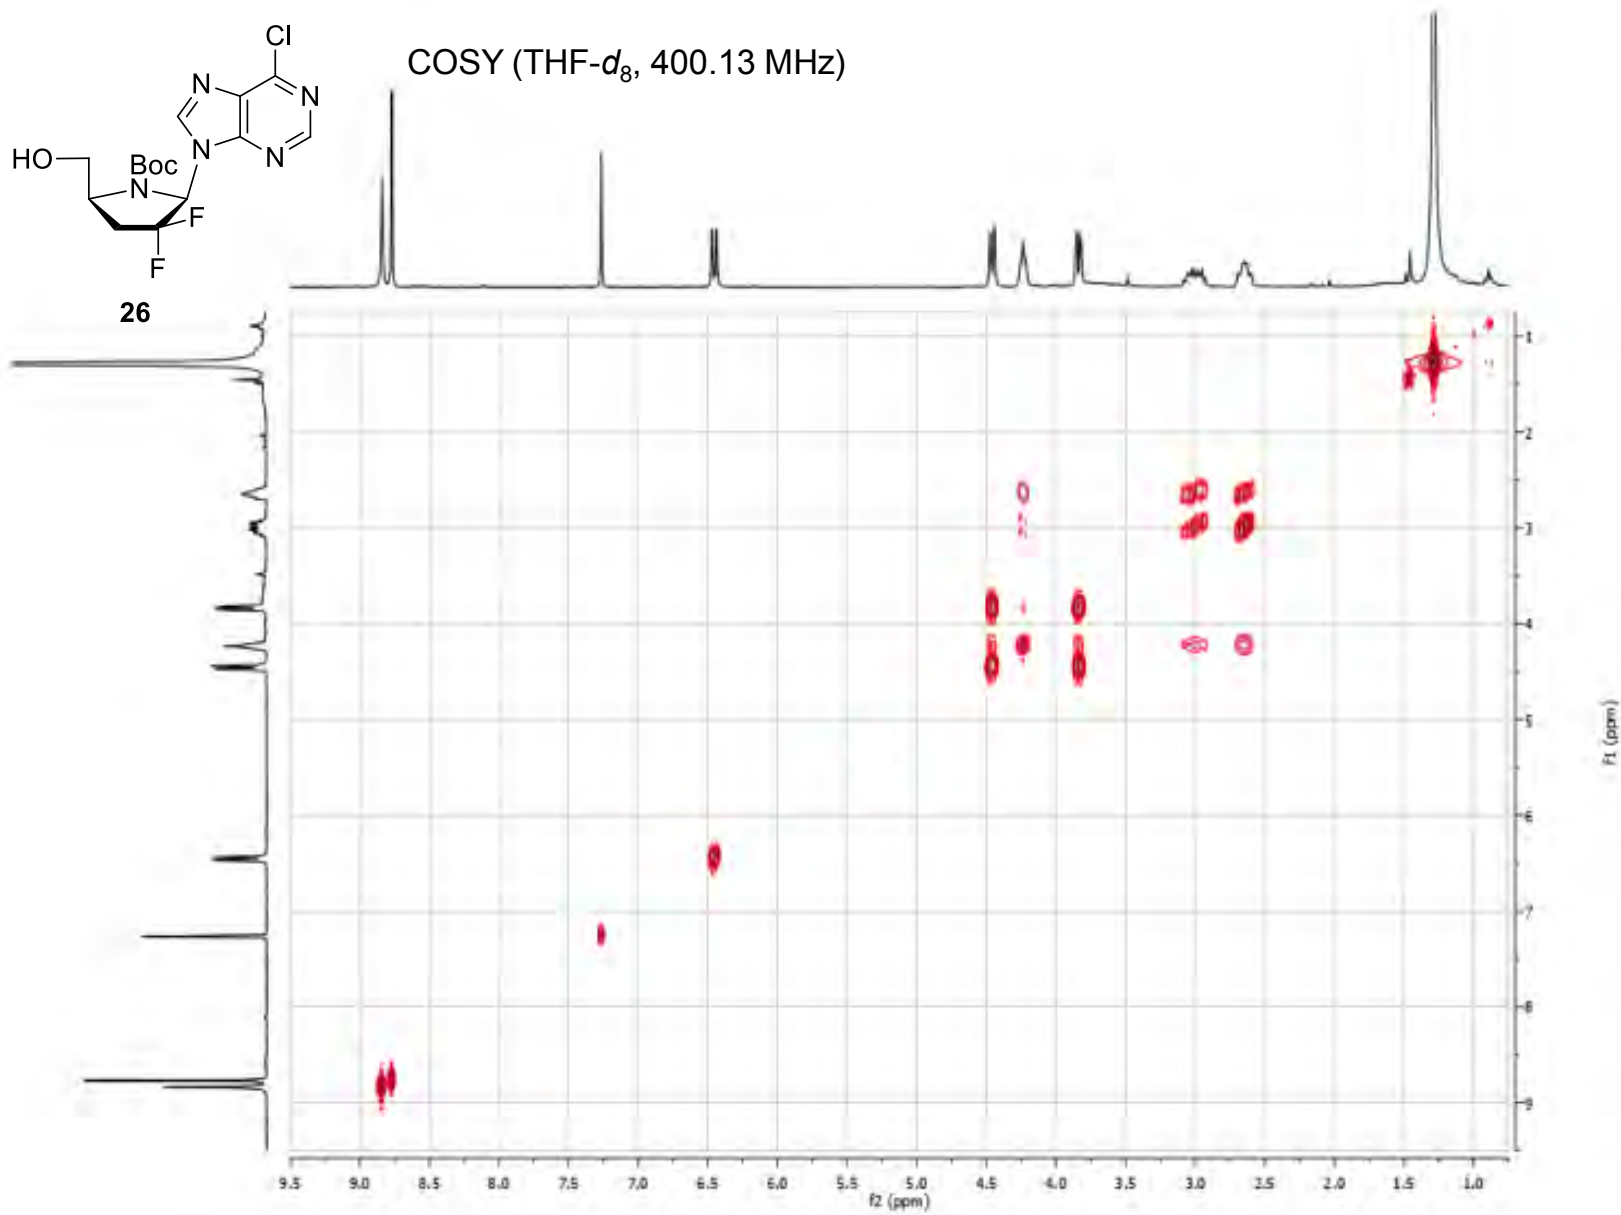 Cl
COSY (THF-d8, 400.13 MHz)
N
N
N
N
HO
Boc
N
F
F
26
1
2
3
4
5
6
7
8
9
f1 (ppm)
9.5 9.0 8.5 8.0 7.5 7.0 6.5 6.0 5.5 5.0 4.5 4.0 3.5 3.0 2.5 2.0 1.5 1.0
f2 (ppm)